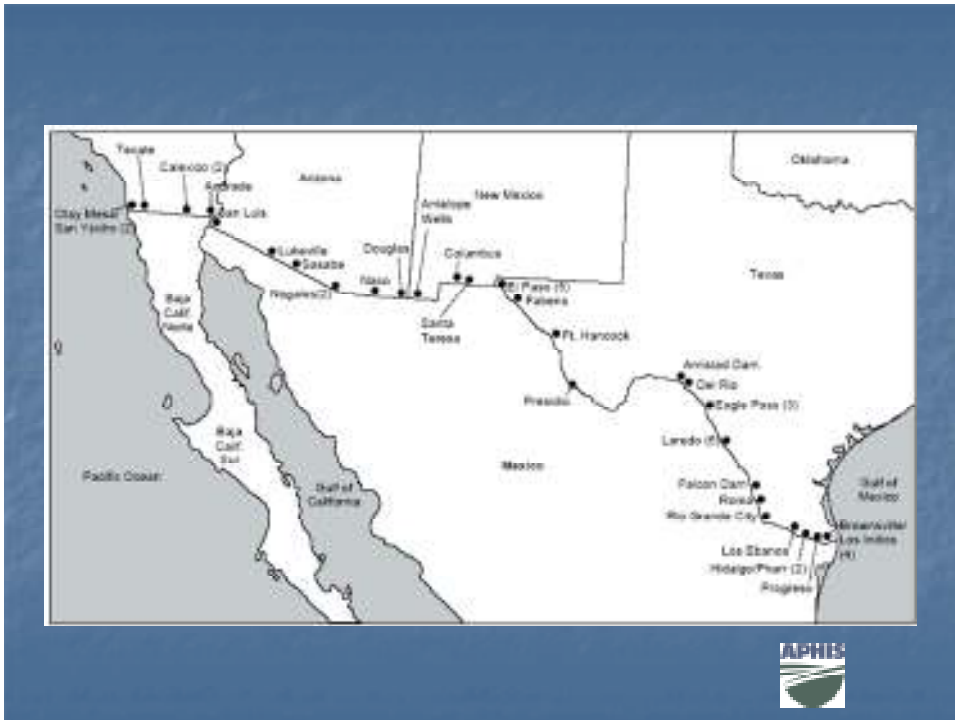 Tecate
Calexico (2)
Andrade
Otay Mesa/
San Ysidro (2)
San Luis
Arizona
New Mexico
Oklahoma
Antelope
Wells
Lukeville
Sasabe
Douglas
Columbus
Texas
Nogales(2)
Naco
El Paso (5)
Fabens
Santa
Teresa
Ft. Hancock
Baja
Calif.
Norte
Amistad Dam
Del Rio
Presidio
Eagle Pass (3)
Baja
Calif.
Sur
Laredo
Mexico
Pacific Ocean
Gulf of
California
Falcon Dam
Gulf of
Mexico
Roma
Rio Grande City
Brownsville/
Los Indios
(4)
Los Ebanos
Hidalgo/Pharr (2)
Progreso
APHIS